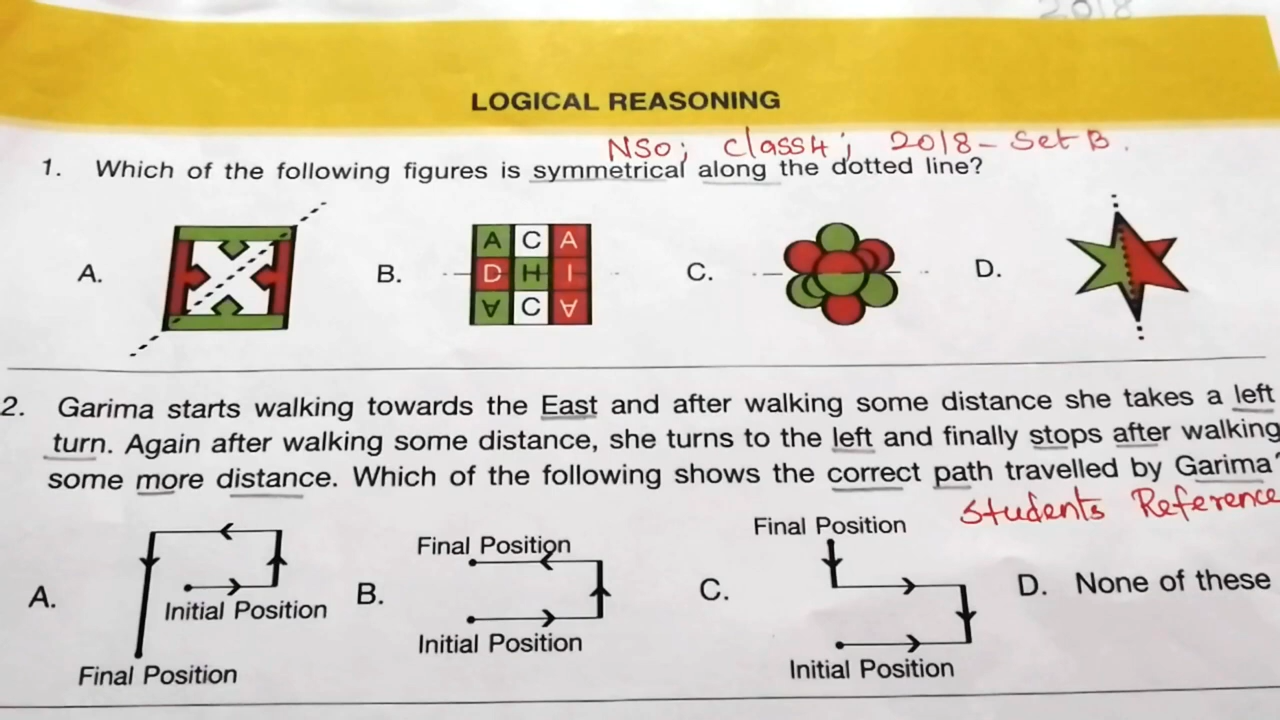 2018
LOGICAL REASONING
NSO; Class 4; 2018 - Set B.
1. Which of the following figures is symmetrical along the dotted line?
A. B. C. D.
A C A
D H I
∀ C ∀
2. Garima starts walking towards the East and after walking some distance she takes a left
turn. Again after walking some distance, she turns to the left and finally stops after walking
some more distance. Which of the following shows the correct path travelled by Garima?
Students Reference
A. Initial Position
Final Position
B. Final Position
Initial Position
C. Final Position
Initial Position
D. None of these